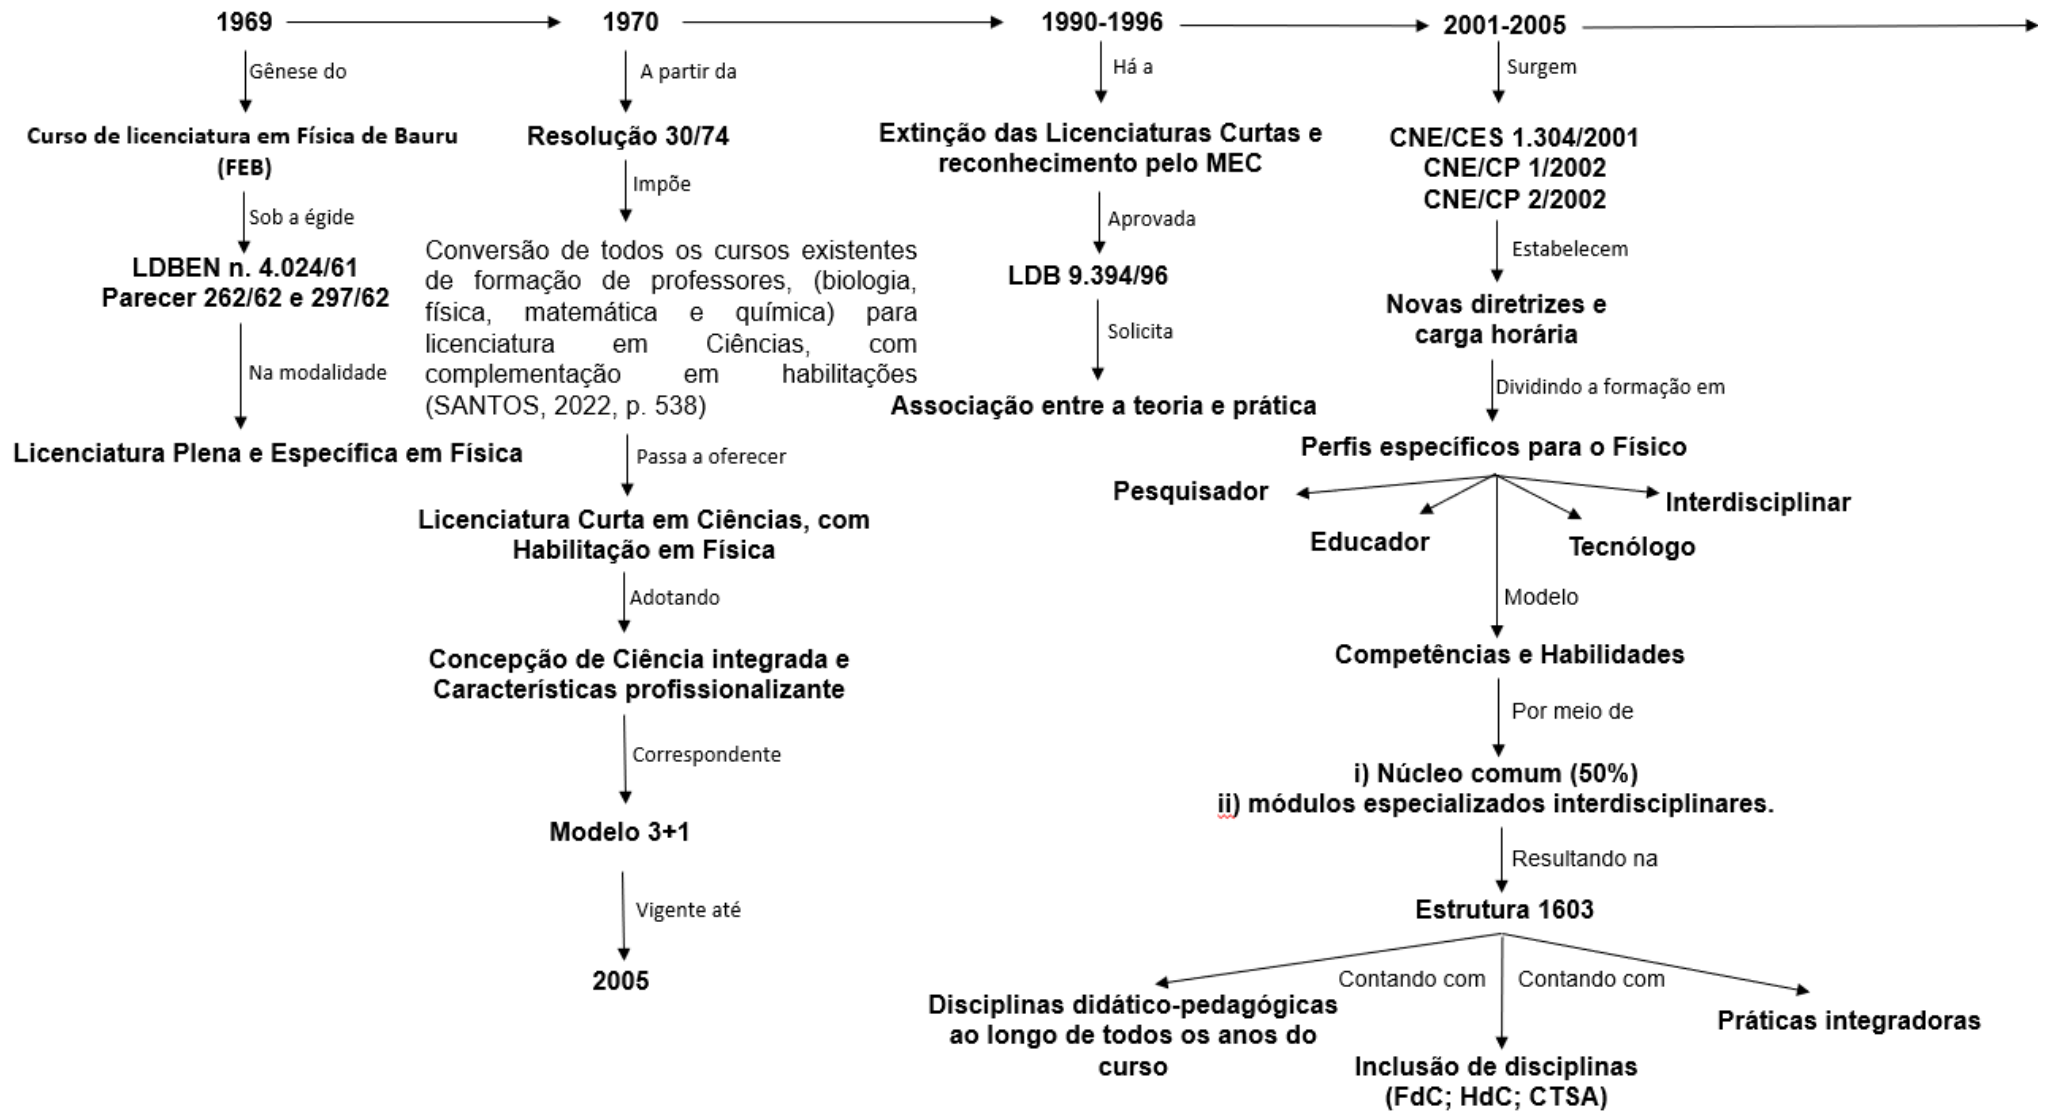 1969
1970
1990-1996
2001-2005
Gênese do
Curso de licenciatura em Física de Bauru
(FEB)
Sob a égide
LDBEN n. 4.024/61
Parecer 262/62 e 297/62
Na modalidade
Licenciatura Plena e Específica em Física
A partir da
Resolução 30/74
Impõe
Conversão de todos os cursos existentes
de formação de professores, (biologia,
física, matemática e química) para
licenciatura em Ciências, com
complementação em habilitações
(SANTOS, 2022, p. 538)
Passa a oferecer
Licenciatura Curta em Ciências, com
Habilitação em Física
Adotando
Concepção de Ciência integrada e
Características profissionalizante
Correspondente
Modelo 3+1
Vigente até
2005
Há a
Extinção das Licenciaturas Curtas e
reconhecimento pelo MEC
Aprovada
LDB 9.394/96
Solicita
Associação entre a teoria e prática
Surgem
CNE/CES 1.304/2001
CNE/CP 1/2002
CNE/CP 2/2002
Estabelecem
Novas diretrizes e
carga horária
Dividindo a formação em
Perfis específicos para o Físico
Pesquisador
Educador
Tecnólogo
Interdisciplinar
Modelo
Competências e Habilidades
Por meio de
i) Núcleo comum (50%)
ii) módulos especializados interdisciplinares.
Resultando na
Estrutura 1603
Contando com
Contando com
Disciplinas didático-pedagógicas
ao longo de todos os anos do
curso
Inclusão de disciplinas
(FdC; HdC; CTSA)
Práticas integradoras